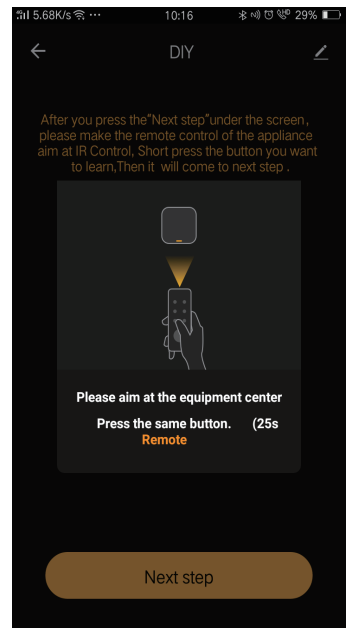 5.68K/s ··· 10:16 29%
DIY
After you press the"Next step"under the screen,
please make the remote control of the appliance
aim at IR Control, Short press the button you want
to learn,Then it will come to next step .
Please aim at the equipment center
Press the same button. (25s
Remote
Next step